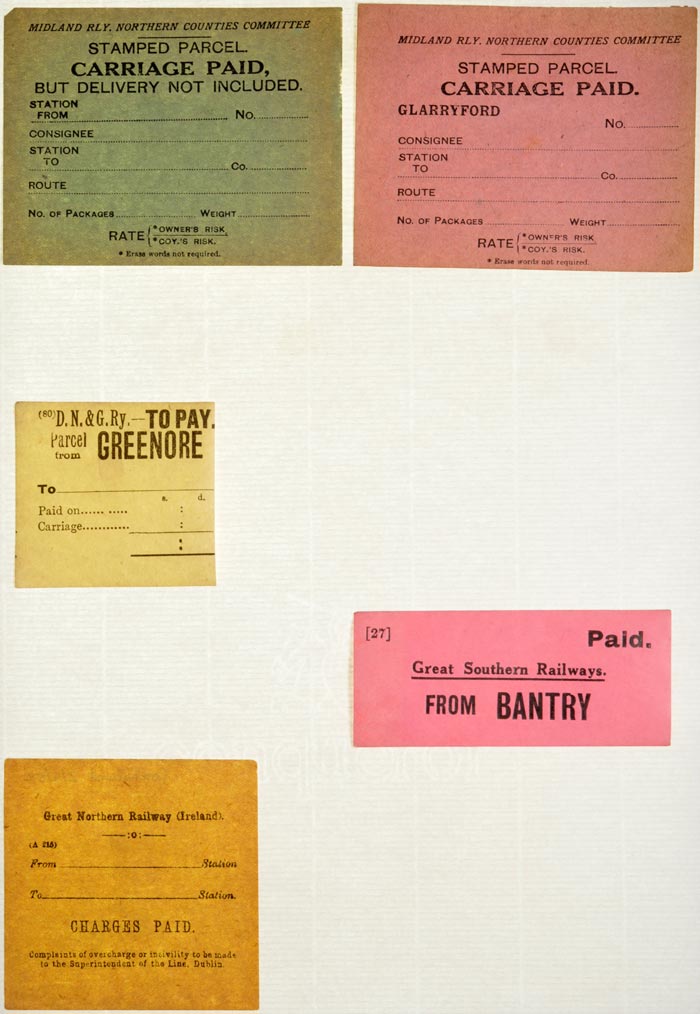 MIDLAND RLY. NORTHERN COUNTIES COMMITTEE
STAMPED PARCEL.
CARRIAGE PAID,
BUT DELIVERY NOT INCLUDED.
STATION
FROM No.
CONSIGNEE
STATION
TO Co.
ROUTE
No. of Packages Weight
RATE { *OWNER'S RISK
*COY.'S RISK.
* Erase words not required.
MIDLAND RLY. NORTHERN COUNTIES COMMITTEE
STAMPED PARCEL.
CARRIAGE PAID.
GLARRYFORD
No.
CONSIGNEE
STATION
TO Co.
ROUTE
No. of Packages Weight
RATE { *OWNER'S RISK
*COY.'S RISK.
* Erase words not required.
(80) D. N. & G. Ry.—TO PAY.
Parcel
from GREENORE
To
s. d.
Paid on...... ..... :
Carriage............ :
:
[27] Paid.
Great Southern Railways.
FROM BANTRY
conqueror
Great Northern Railway (Ireland).
—:o:—
(A 215)
From Station
To Station.
CHARGES PAID.
Complaints of overcharge or incivility to be made
to the Superintendent of the Line, Dublin.